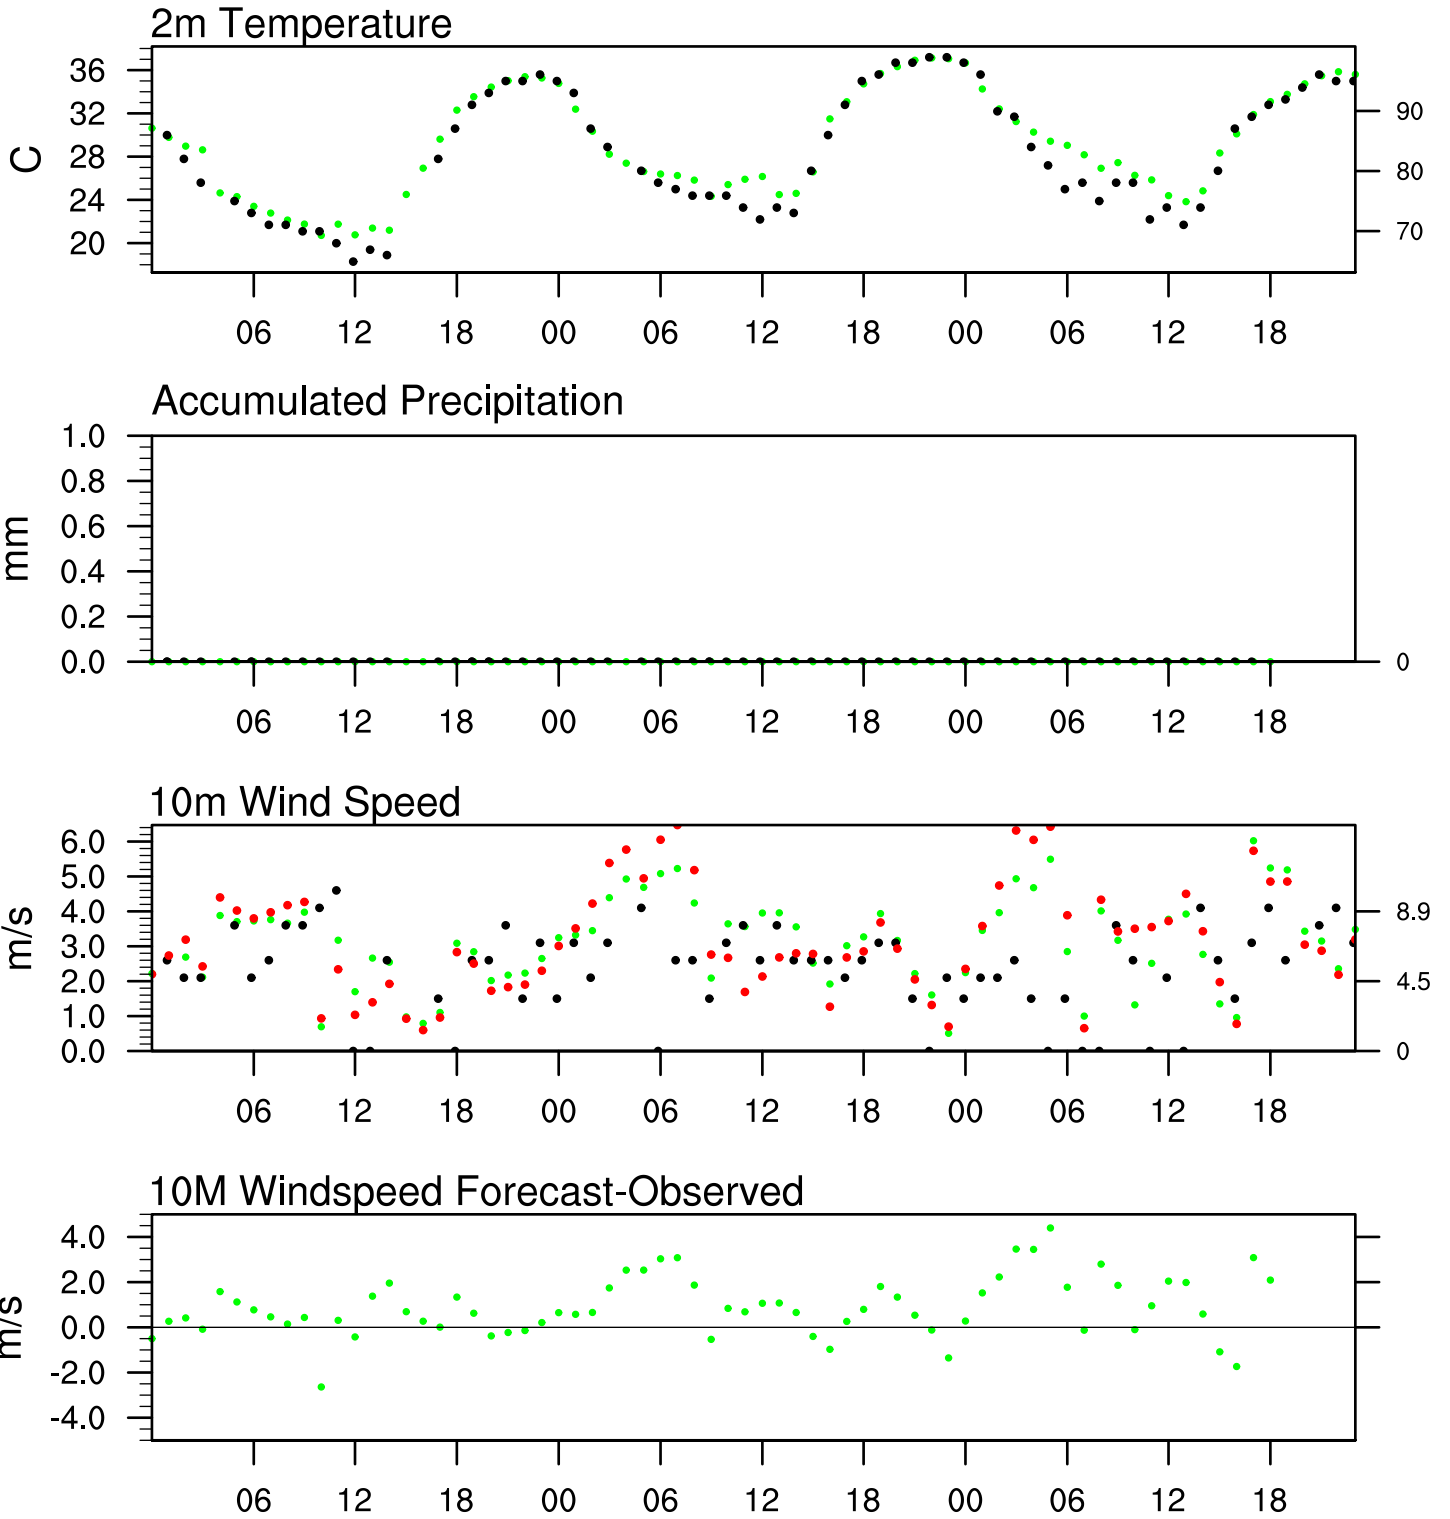 2m Temperature
36
32
28
24
20
C
90
80
70
06 12 18 00 06 12 18 00 06 12 18
Accumulated Precipitation
1.0
0.8
0.6
0.4
0.2
0.0
mm
0
06 12 18 00 06 12 18 00 06 12 18
10m Wind Speed
6.0
5.0
4.0
3.0
2.0
1.0
0.0
m/s
8.9
4.5
0
06 12 18 00 06 12 18 00 06 12 18
10M Windspeed Forecast-Observed
4.0
2.0
0.0
-2.0
-4.0
m/s
06 12 18 00 06 12 18 00 06 12 18